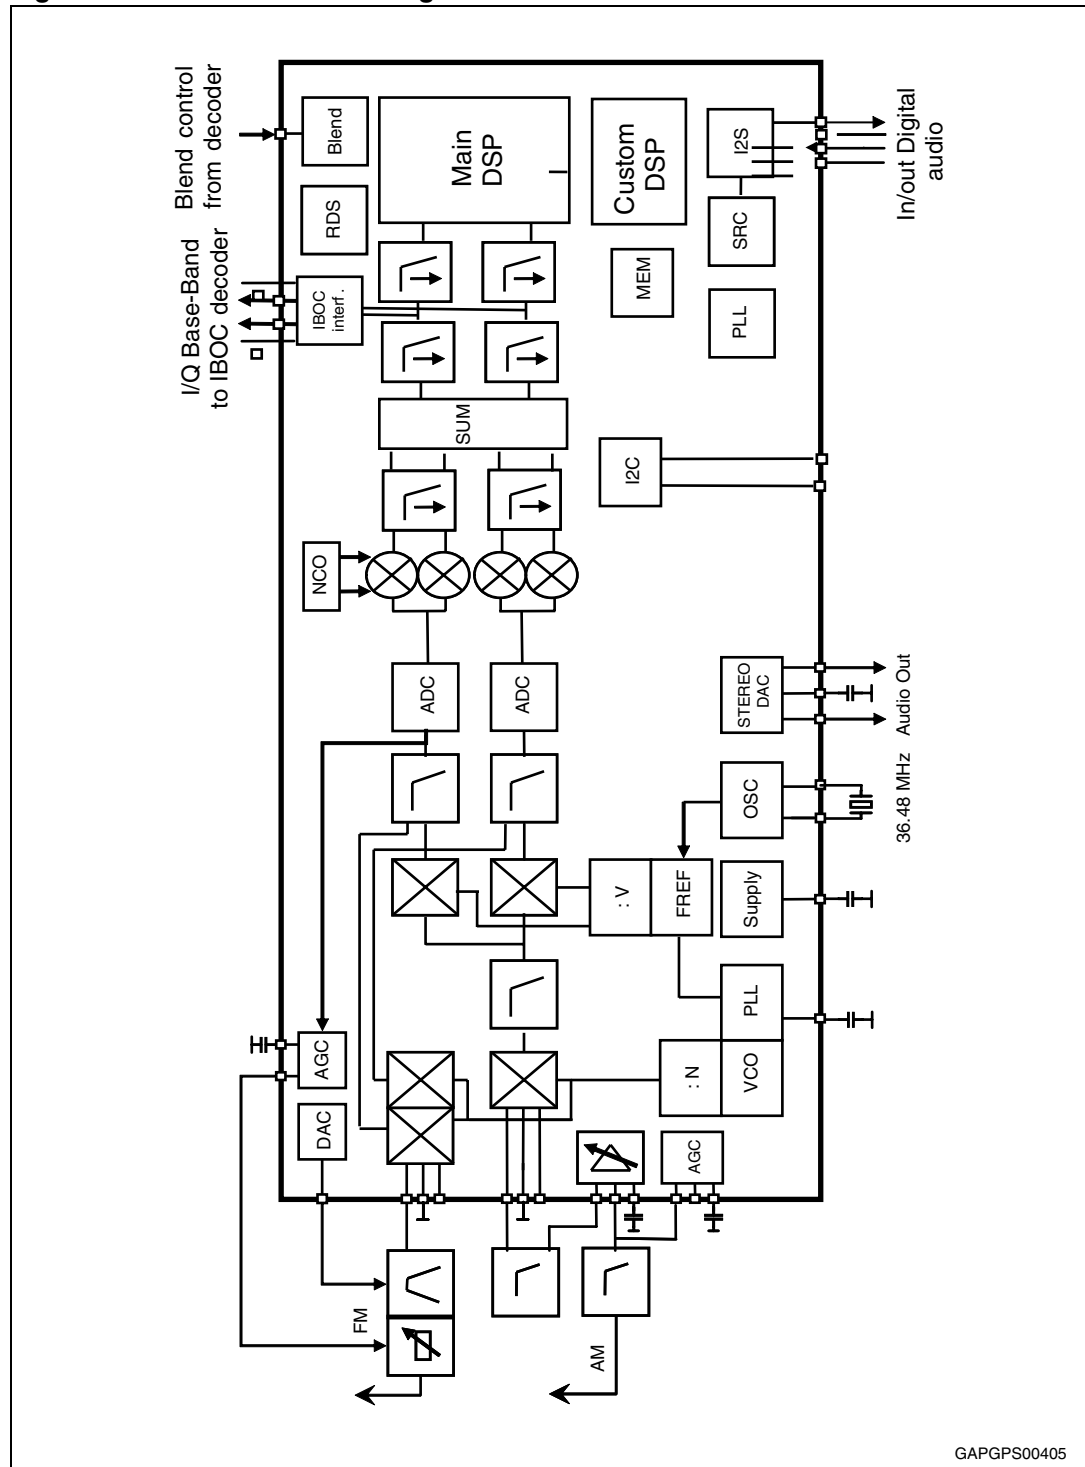 Blend control
from decoder
I/Q Base-Band
to IBOC decoder
In/out Digital
audio
Blend
RDS
IBOC
interf .
Main
DSP
Custom
DSP
I2S
SRC
MEM
PLL
SUM
I2C
NCO
ADC
ADC
STEREO
DAC
Audio Out
OSC
36.48 MHz
: V
FREF
Supply
PLL
: N
VCO
AGC
DAC
AGC
FM
AM
GAPGPS00405